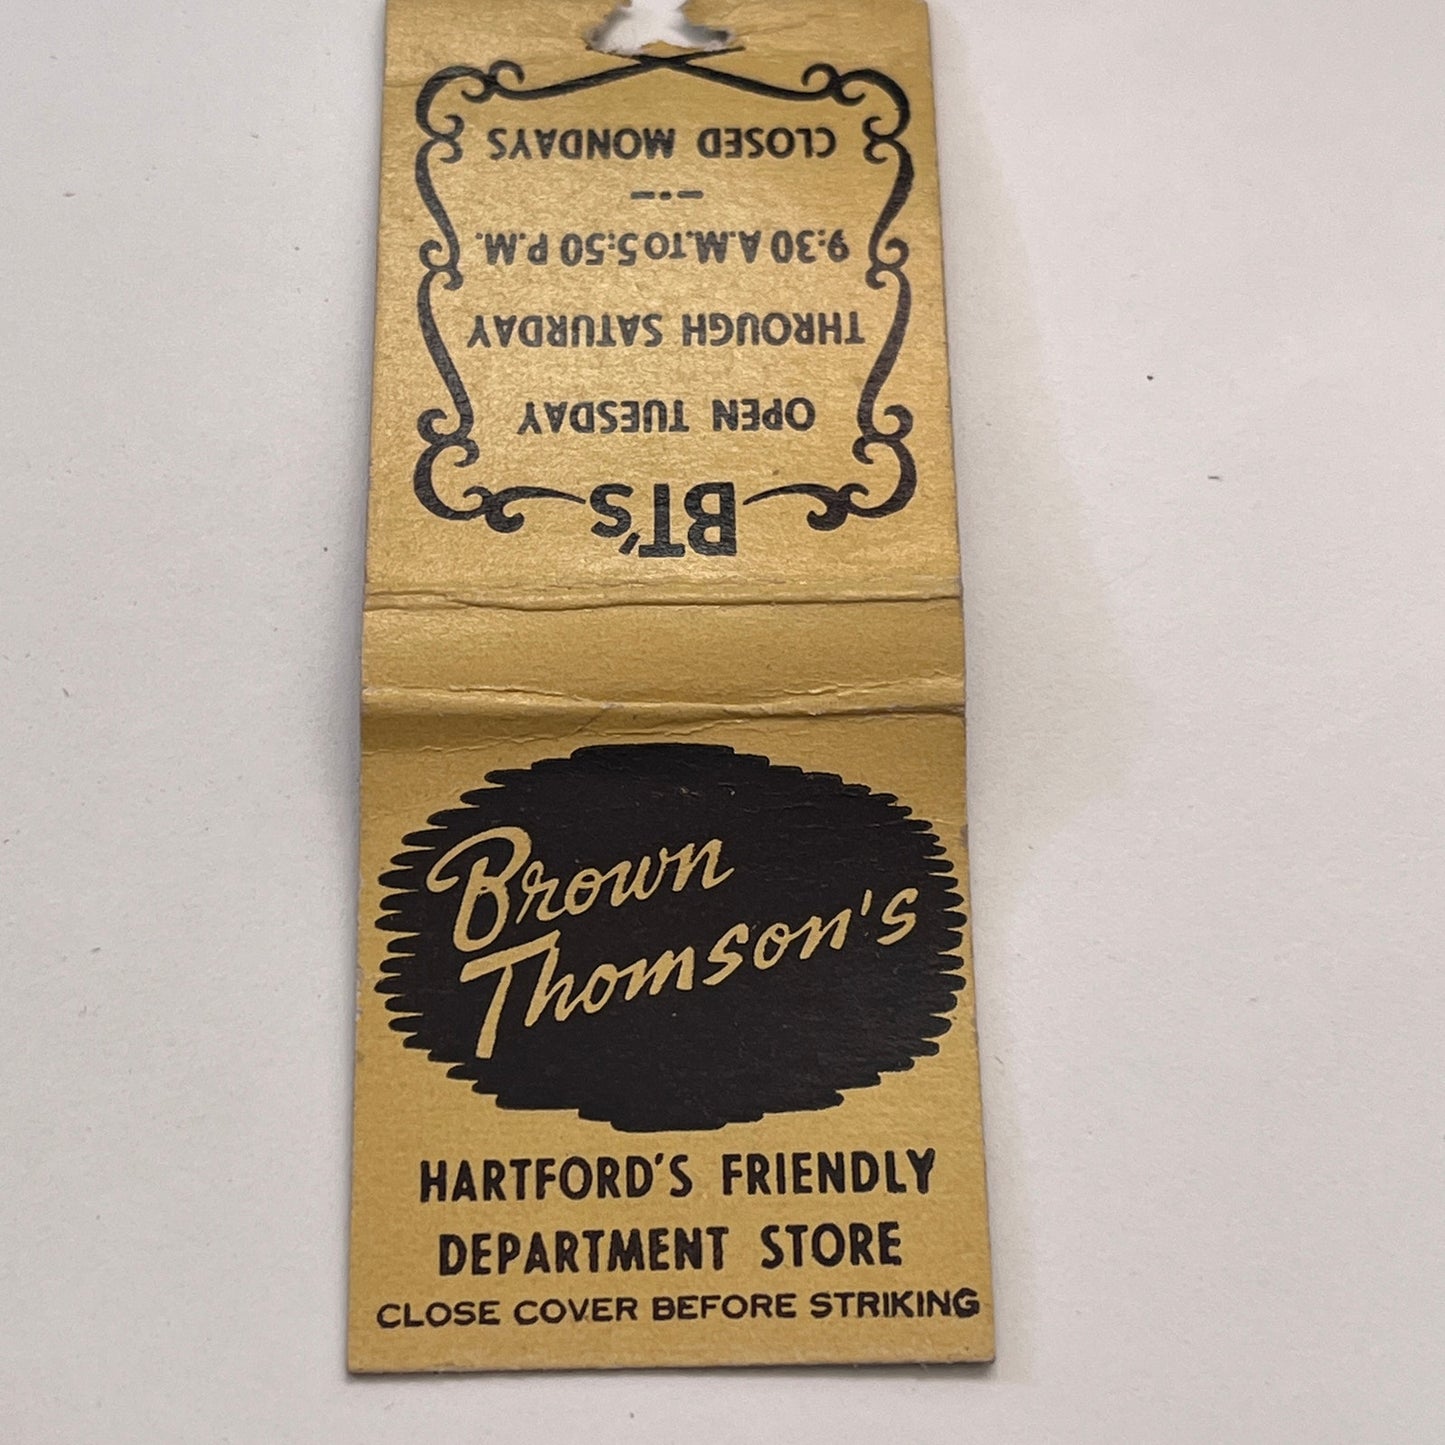 Brown
Thomson's
HARTFORD'S FRIENDLY
DEPARTMENT STORE
CLOSE COVER BEFORE STRIKING
BT's
OPEN TUESDAY
THROUGH SATURDAY
9:30 A.M. TO 5:50 P.M.
CLOSED MONDAYS